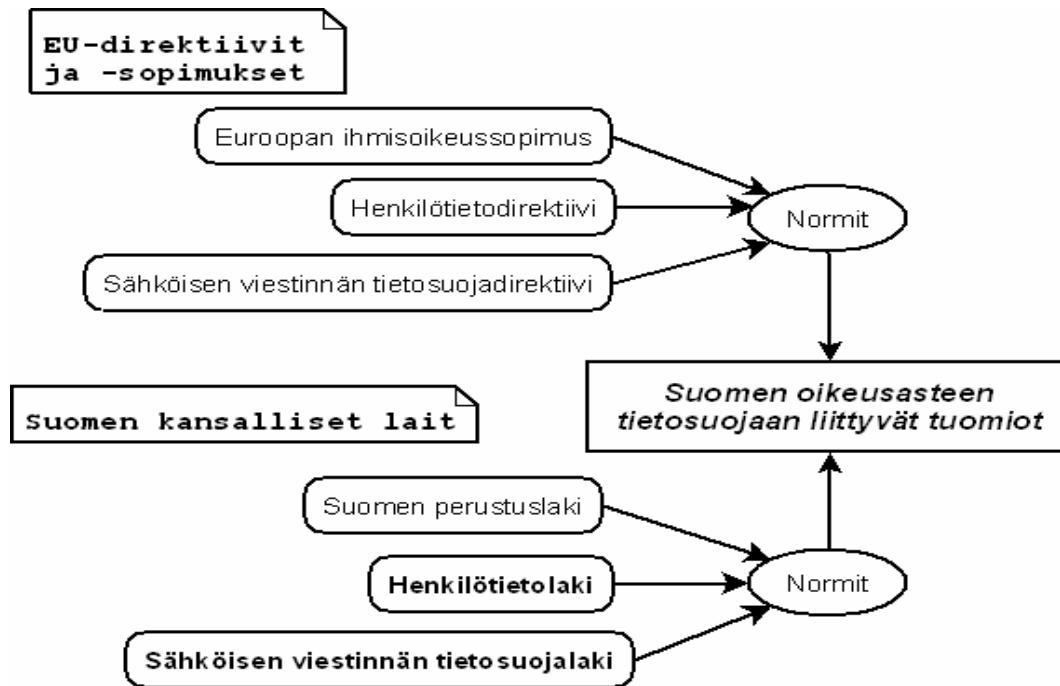 EU-direktiivit
ja -sopimukset
Euroopan ihmisoikeussopimus
Henkilötietodirektiivi
Normit
Sähköisen viestinnän tietosuojadirektiivi
Suomen oikeusasteen
tietosuojaan liittyvät tuomiot
Suomen kansalliset lait
Suomen perustuslaki
Henkilötietolaki
Normit
Sähköisen viestinnän tietosuojalaki